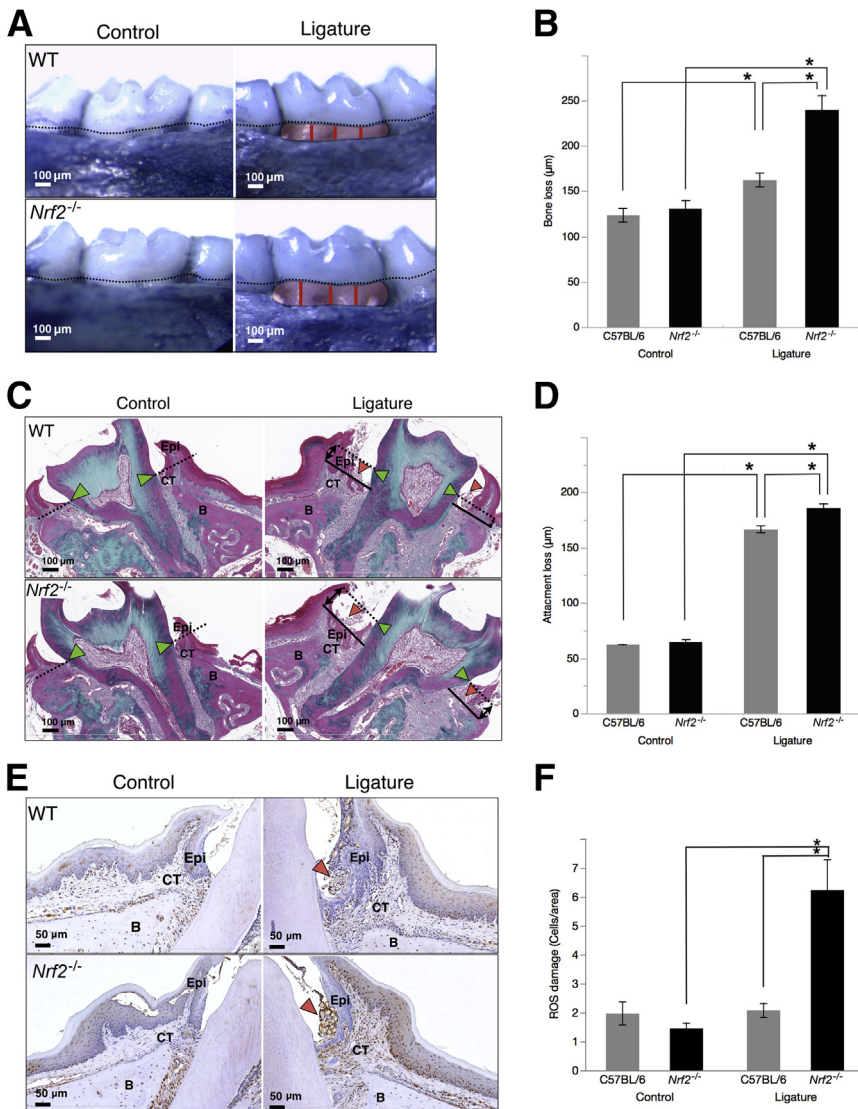 A
Control
Ligature
WT
100 µm
100 µm
Nrf2-/-
100 µm
100 µm
B
*
*
*
Bone loss (µm)
250
200
150
100
50
0
C57BL/6
Nrf2-/-
C57BL/6
Nrf2-/-
Control
Ligature
C
Control
Ligature
WT
Epi
CT
B
100 µm
Epi
CT
B
100 µm
Nrf2-/-
Epi
CT
B
100 µm
Epi
CT
B
100 µm
D
*
*
*
Attacment loss (µm)
200
150
100
50
0
C57BL/6
Nrf2-/-
C57BL/6
Nrf2-/-
Control
Ligature
E
Control
Ligature
WT
Epi
CT
B
50 µm
Epi
CT
B
50 µm
Nrf2-/-
Epi
CT
B
50 µm
Epi
CT
B
50 µm
F
*
*
ROS damage (Cells/area)
7
6
5
4
3
2
1
0
C57BL/6
Nrf2-/-
C57BL/6
Nrf2-/-
Control
Ligature